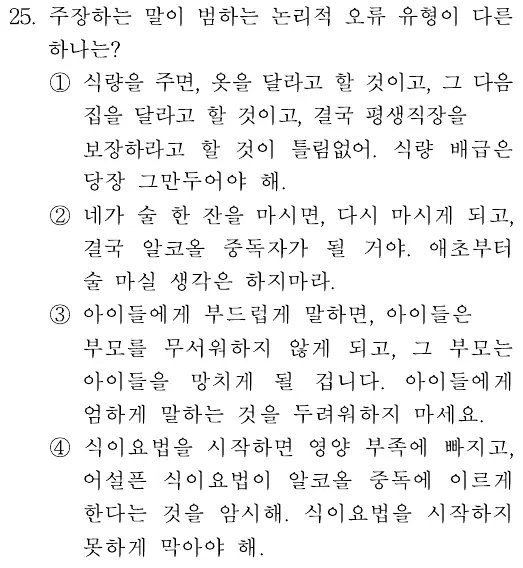 25. 주장하는 말이 범하는 논리적 오류 유형이 다른
하나는?
① 식량을 주면, 옷을 달라고 할 것이고, 그 다음
집을 달라고 할 것이고, 결국 평생직장을
보장하라고 할 것이 틀림없어. 식량 배급은
당장 그만두어야 해.
② 네가 술 한 잔을 마시면, 다시 마시게 되고,
결국 알코올 중독자가 될 거야. 애초부터
술 마실 생각은 하지마라.
③ 아이들에게 부드럽게 말하면, 아이들은
부모를 무서워하지 않게 되고, 그 부모는
아이들을 망치게 될 겁니다. 아이들에게
엄하게 말하는 것을 두려워하지 마세요.
④ 식이요법을 시작하면 영양 부족에 빠지고,
어설픈 식이요법이 알코올 중독에 이르게
한다는 것을 암시해. 식이요법을 시작하지
못하게 막아야 해.